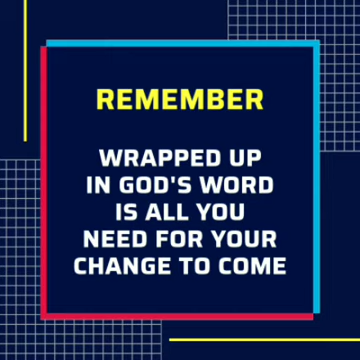 REMEMBER
WRAPPED UP
IN GOD'S WORD
IS ALL YOU
NEED FOR YOUR
CHANGE TO COME